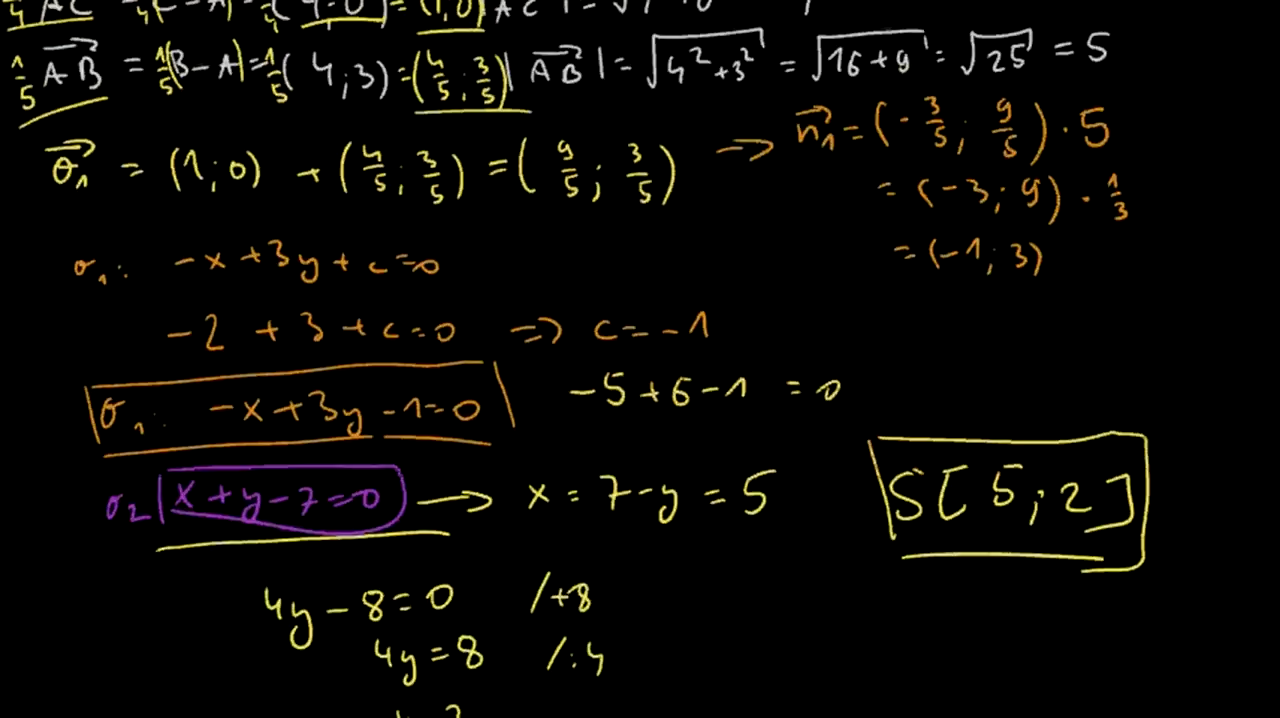 1/5 AB⃗ = 1/5(B-A) = 1/5(4;3) = (4/5;3/5) |AB⃗| = √(4²+3²) = √(16+9) = √25 = 5
o⃗₁ = (1;0) + (4/5;3/5) = (9/5;3/5) → n⃗₁ = (-3/5;9/5)·5
= (-3;9)·1/3
= (-1;3)
o₁: -x+3y+c=0
-2+3+c=0 ⇒ c=-1
o₁: -x+3y-1=0 -5+6-1=0
o₂ x+y-7=0 → x=7-y=5 S[5;2]
4y-8=0 /+8
4y=8 /:4